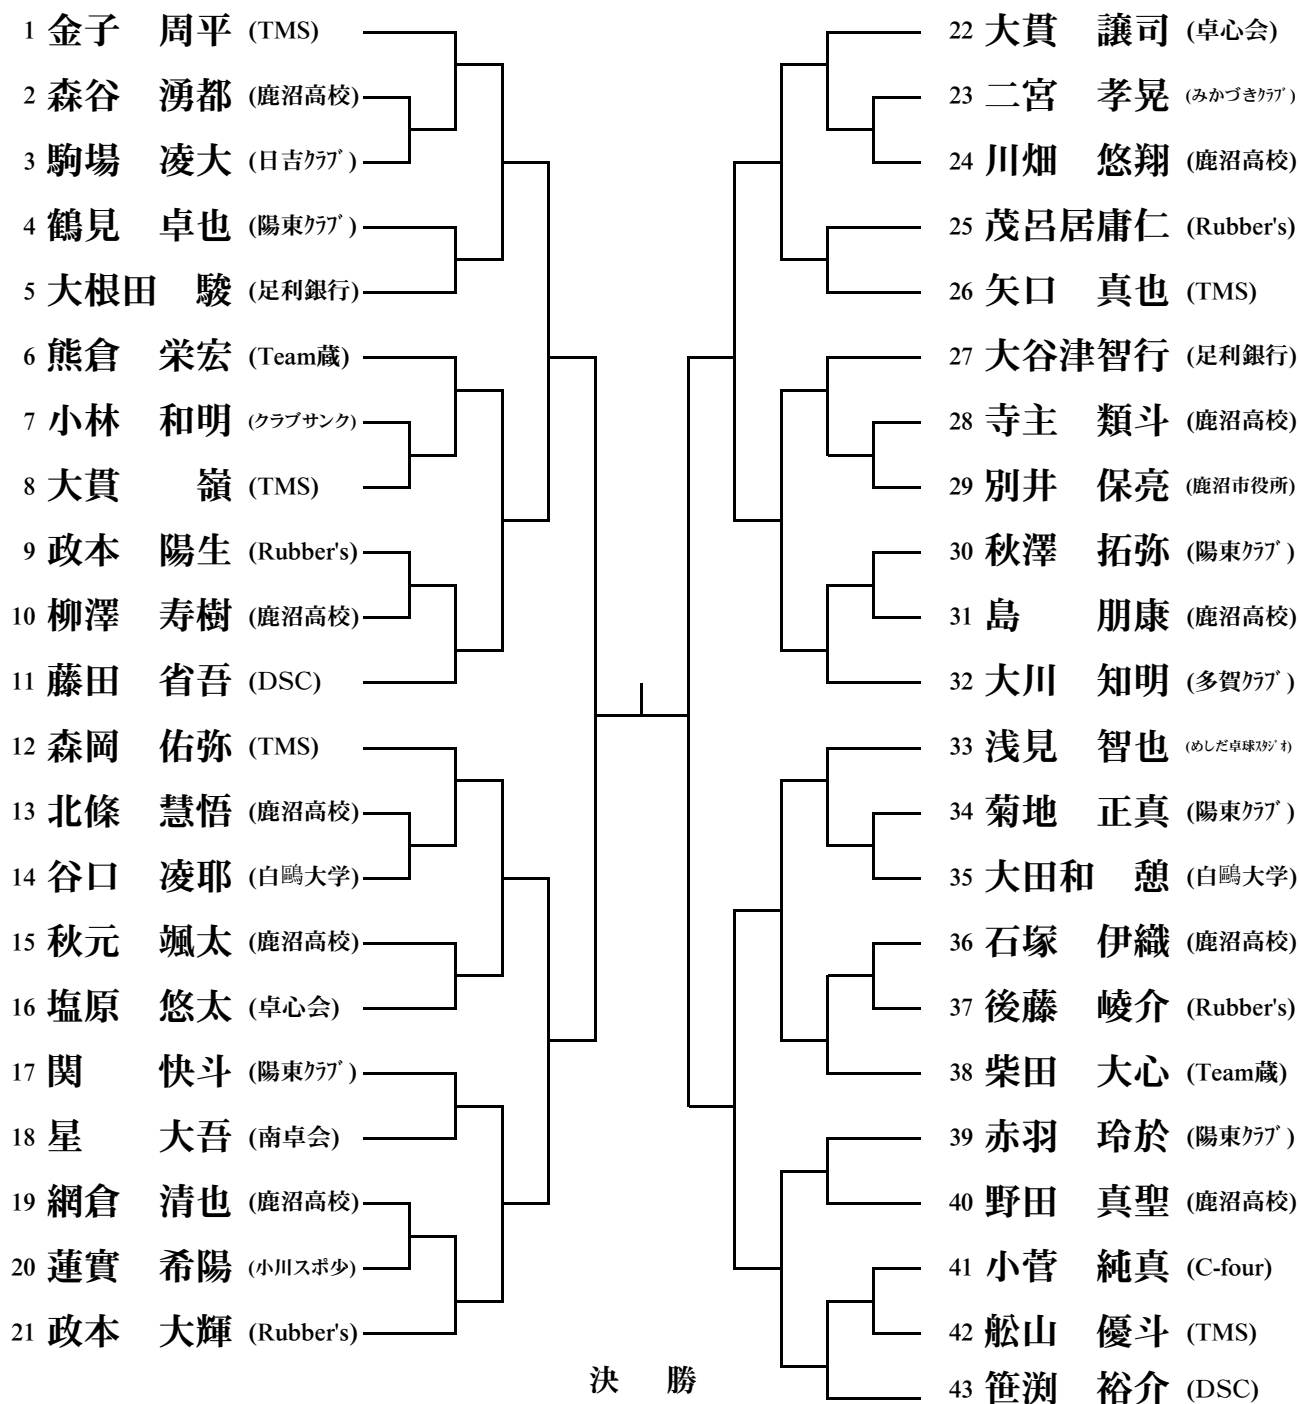 1 金子　周平 (TMS)
2 森谷　湧都 (鹿沼高校)
3 駒場　凌大 (日吉ｸﾗﾌﾞ)
4 鶴見　卓也 (陽東ｸﾗﾌﾞ)
5 大根田　駿 (足利銀行)
6 熊倉　栄宏 (Team蔵)
7 小林　和明 (クラブサンク)
8 大貫　　嶺 (TMS)
9 政本　陽生 (Rubber's)
10 柳澤　寿樹 (鹿沼高校)
11 藤田　省吾 (DSC)
12 森岡　佑弥 (TMS)
13 北條　慧悟 (鹿沼高校)
14 谷口　凌耶 (白鷗大学)
15 秋元　颯太 (鹿沼高校)
16 塩原　悠太 (卓心会)
17 関　　快斗 (陽東ｸﾗﾌﾞ)
18 星　　大吾 (南卓会)
19 網倉　清也 (鹿沼高校)
20 蓮實　希陽 (小川スポ少)
21 政本　大輝 (Rubber's)
22 大貫　譲司 (卓心会)
23 二宮　孝晃 (みかづきｸﾗﾌﾞ)
24 川畑　悠翔 (鹿沼高校)
25 茂呂居庸仁 (Rubber's)
26 矢口　真也 (TMS)
27 大谷津智行 (足利銀行)
28 寺主　類斗 (鹿沼高校)
29 別井　保亮 (鹿沼市役所)
30 秋澤　拓弥 (陽東ｸﾗﾌﾞ)
31 島　　朋康 (鹿沼高校)
32 大川　知明 (多賀ｸﾗﾌﾞ)
33 浅見　智也 (めしだ卓球ｽﾀｼﾞｵ)
34 菊地　正真 (陽東ｸﾗﾌﾞ)
35 大田和　憩 (白鷗大学)
36 石塚　伊織 (鹿沼高校)
37 後藤　崚介 (Rubber's)
38 柴田　大心 (Team蔵)
39 赤羽　玲於 (陽東ｸﾗﾌﾞ)
40 野田　真聖 (鹿沼高校)
41 小菅　純真 (C-four)
42 舩山　優斗 (TMS)
43 笹渕　裕介 (DSC)
決　勝